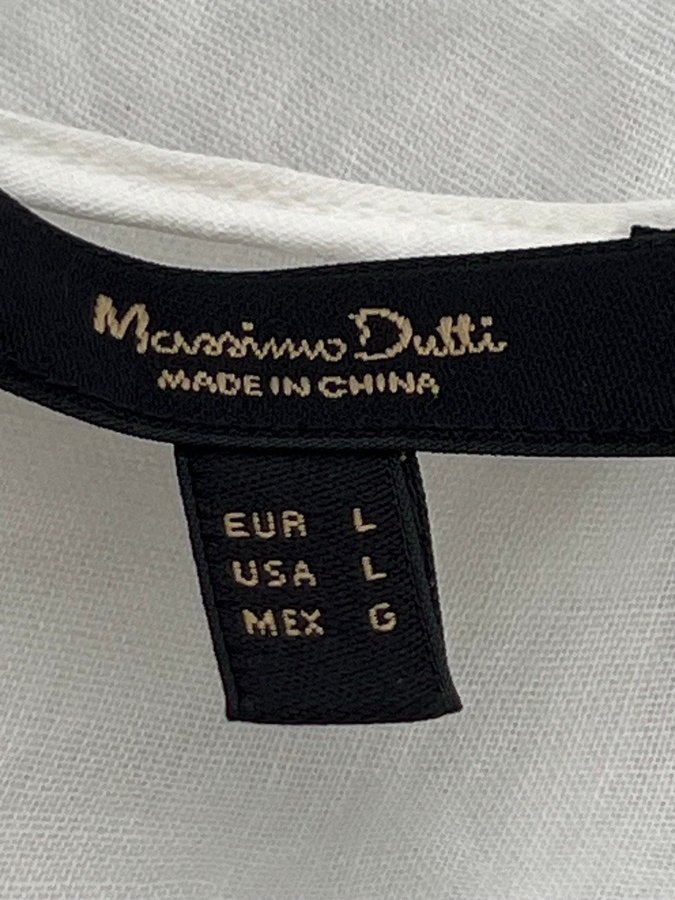 Massimo Dutti
MADE IN CHINA
EUR L
USA L
MEX G